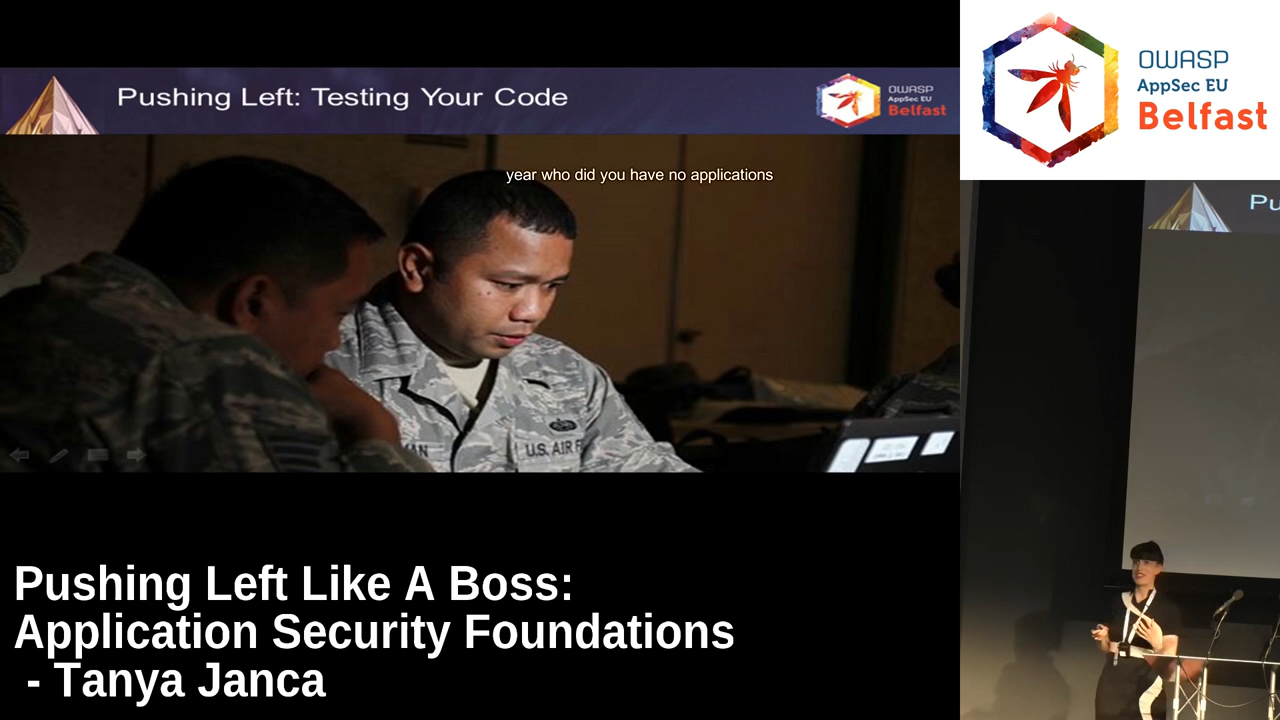 Pushing Left: Testing Your Code
OWASP
AppSec EU
Belfast
year who did you have no applications
U.S. AIR F
Pushing Left Like A Boss:
Application Security Foundations
- Tanya Janca
OWASP
AppSec EU
Belfast
Pu